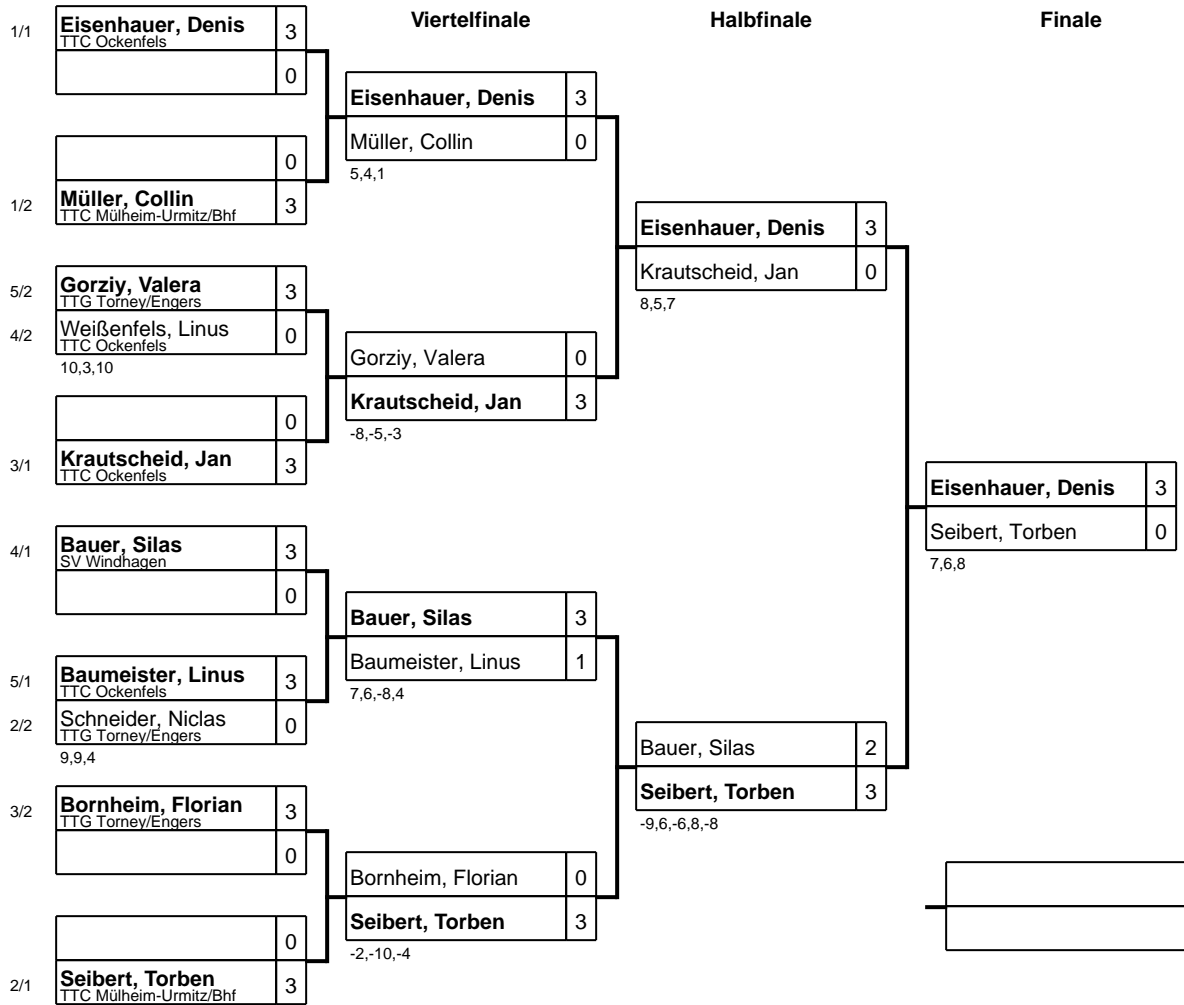 Viertelfinale
Halbfinale
Finale
1/1 Eisenhauer, Denis 3
TTC Ockenfels
0
0
1/2 Müller, Collin 3
TTC Mülheim-Urmitz/Bhf
5/2 Gorziy, Valera 3
TTG Torney/Engers
4/2 Weißenfels, Linus 0
TTC Ockenfels
10,3,10
0
3/1 Krautscheid, Jan 3
TTC Ockenfels
4/1 Bauer, Silas 3
SV Windhagen
0
5/1 Baumeister, Linus 3
TTC Ockenfels
2/2 Schneider, Niclas 0
TTG Torney/Engers
9,9,4
3/2 Bornheim, Florian 3
TTG Torney/Engers
0
0
2/1 Seibert, Torben 3
TTC Mülheim-Urmitz/Bhf
Eisenhauer, Denis 3
Müller, Collin 0
5,4,1
Gorziy, Valera 0
Krautscheid, Jan 3
-8,-5,-3
Bauer, Silas 3
Baumeister, Linus 1
7,6,-8,4
Bornheim, Florian 0
Seibert, Torben 3
-2,-10,-4
Eisenhauer, Denis 3
Krautscheid, Jan 0
8,5,7
Bauer, Silas 2
Seibert, Torben 3
-9,6,-6,8,-8
Eisenhauer, Denis 3
Seibert, Torben 0
7,6,8